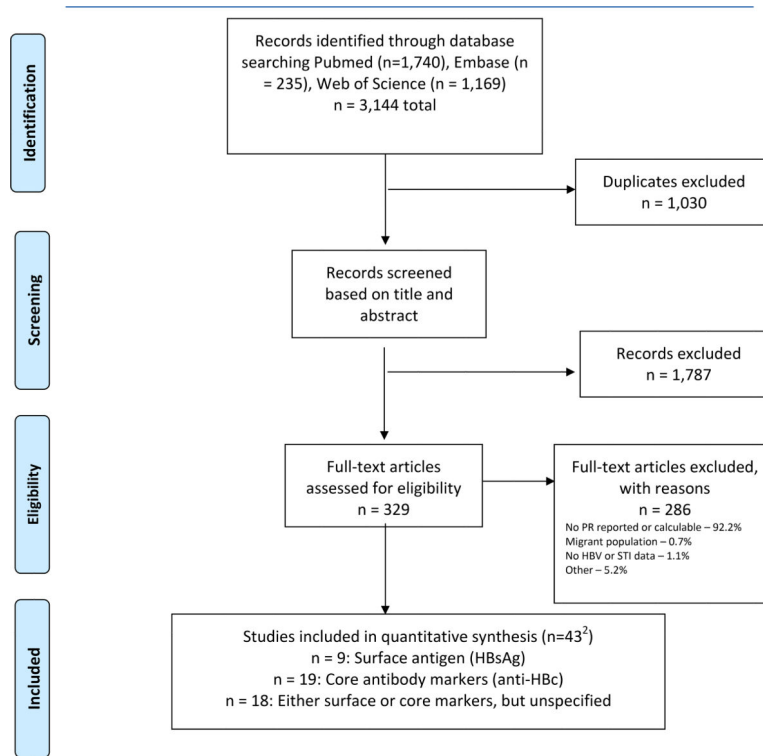 Identification
Records identified through database
searching Pubmed (n=1,740), Embase (n
= 235), Web of Science (n = 1,169)
n = 3,144 total
Duplicates excluded
n = 1,030
Screening
Records screened
based on title and
abstract
Records excluded
n = 1,787
Eligibility
Full-text articles
assessed for eligibility
n = 329
Full-text articles excluded,
with reasons
n = 286
No PR reported or calculable – 92.2%
Migrant population – 0.7%
No HBV or STI data – 1.1%
Other – 5.2%
Included
Studies included in quantitative synthesis (n=43²)
n = 9: Surface antigen (HBsAg)
n = 19: Core antibody markers (anti-HBc)
n = 18: Either surface or core markers, but unspecified